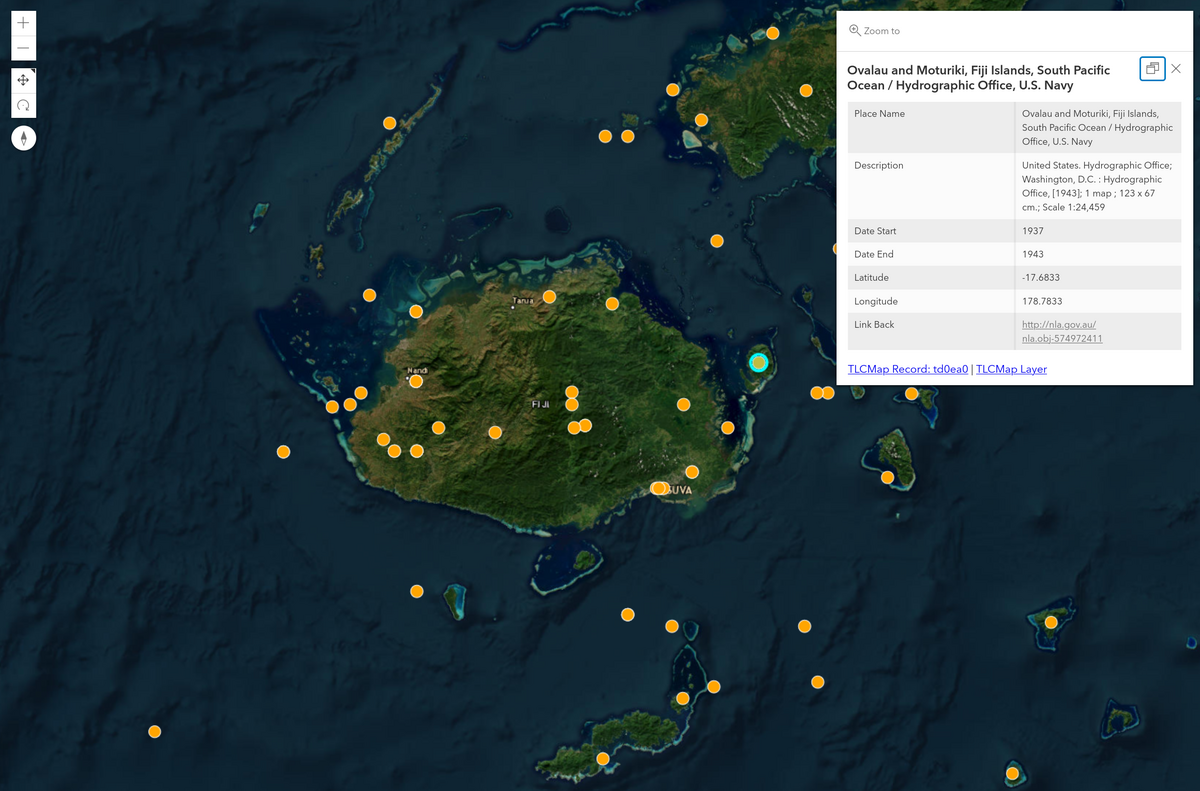 Zoom to
Ovalau and Moturiki, Fiji Islands, South Pacific
Ocean / Hydrographic Office, U.S. Navy
Place Name
Ovalau and Moturiki, Fiji Islands,
South Pacific Ocean / Hydrographic
Office, U.S. Navy
Description
United States. Hydrographic Office;
Washington, D.C. : Hydrographic
Office, [1943]; 1 map ; 123 x 67
cm.; Scale 1:24,459
Date Start
1937
Date End
1943
Latitude
-17.6833
Longitude
178.7833
Link Back
http://nla.gov.au/
nla.obj-574972411
TLCMap Record: td0ea0 | TLCMap Layer
Tavua
Nandi
FIJI
SUVA